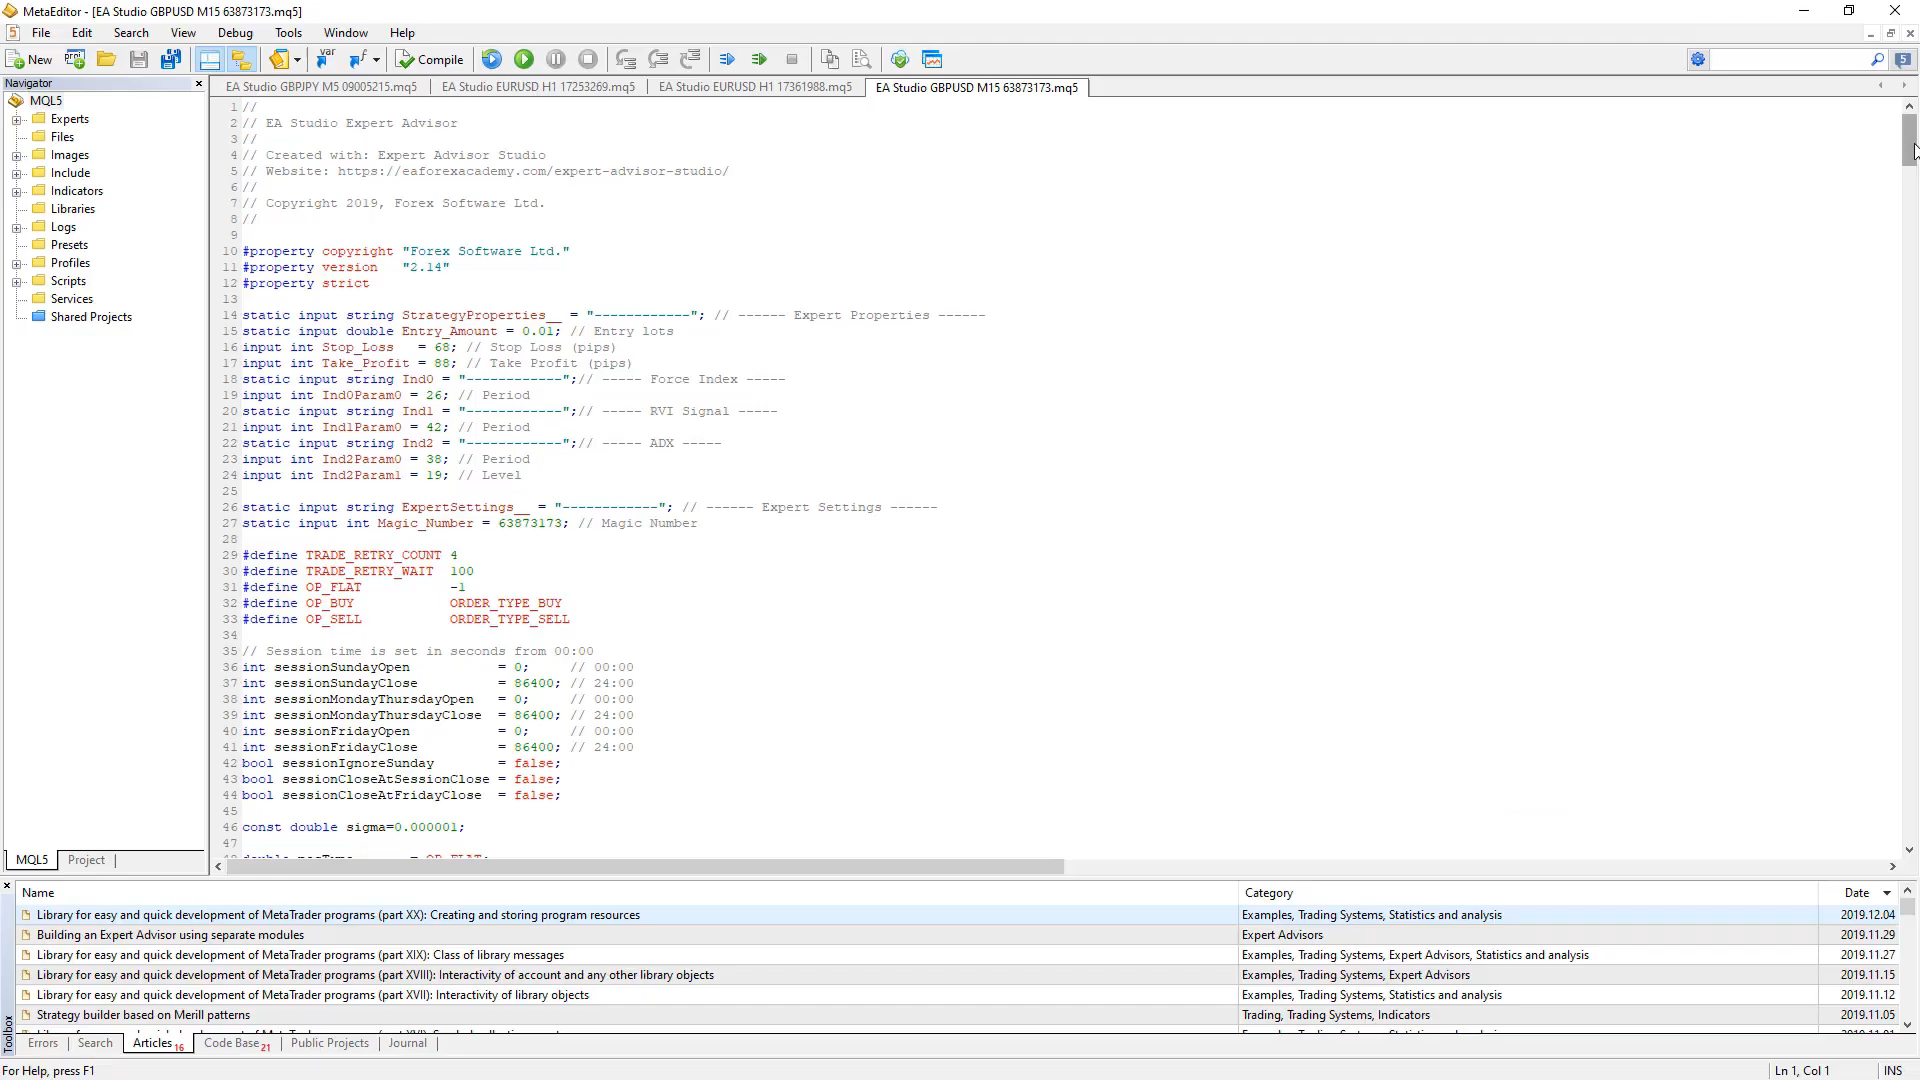 MetaEditor - [EA Studio GBPUSD M15 63873173.mq5]
File Edit Search View Debug Tools Window Help
New Compile
Navigator
MQL5
Experts
Files
Images
Include
Indicators
Libraries
Logs
Presets
Profiles
Scripts
Services
Shared Projects
MQL5 Project
EA Studio GBPJPY M5 09005215.mq5 EA Studio EURUSD H1 17253269.mq5 EA Studio EURUSD H1 17361988.mq5 EA Studio GBPUSD M15 63873173.mq5
1 //
2 // EA Studio Expert Advisor
3 //
4 // Created with: Expert Advisor Studio
5 // Website: https://eaforexacademy.com/expert-advisor-studio/
6 //
7 // Copyright 2019, Forex Software Ltd.
8 //
9
10 #property copyright "Forex Software Ltd."
11 #property version "2.14"
12 #property strict
13
14 static input string StrategyProperties__ = "------------"; // ------ Expert Properties ------
15 static input double Entry_Amount = 0.01; // Entry lots
16 input int Stop_Loss = 68; // Stop Loss (pips)
17 input int Take_Profit = 88; // Take Profit (pips)
18 static input string Ind0 = "------------";// ----- Force Index -----
19 input int Ind0Param0 = 26; // Period
20 static input string Ind1 = "------------";// ----- RVI Signal -----
21 input int Ind1Param0 = 42; // Period
22 static input string Ind2 = "------------";// ----- ADX -----
23 input int Ind2Param0 = 38; // Period
24 input int Ind2Param1 = 19; // Level
25
26 static input string ExpertSettings__ = "------------"; // ------ Expert Settings ------
27 static input int Magic_Number = 63873173; // Magic Number
28
29 #define TRADE_RETRY_COUNT 4
30 #define TRADE_RETRY_WAIT 100
31 #define OP_FLAT -1
32 #define OP_BUY ORDER_TYPE_BUY
33 #define OP_SELL ORDER_TYPE_SELL
34
35 // Session time is set in seconds from 00:00
36 int sessionSundayOpen = 0; // 00:00
37 int sessionSundayClose = 86400; // 24:00
38 int sessionMondayThursdayOpen = 0; // 00:00
39 int sessionMondayThursdayClose = 86400; // 24:00
40 int sessionFridayOpen = 0; // 00:00
41 int sessionFridayClose = 86400; // 24:00
42 bool sessionIgnoreSunday = false;
43 bool sessionCloseAtSessionClose = false;
44 bool sessionCloseAtFridayClose = false;
45
46 const double sigma=0.000001;
47
Name Category Date
Library for easy and quick development of MetaTrader programs (part XX): Creating and storing program resources Examples, Trading Systems, Statistics and analysis 2019.12.04
Building an Expert Advisor using separate modules Expert Advisors 2019.11.29
Library for easy and quick development of MetaTrader programs (part XIX): Class of library messages Examples, Trading Systems, Expert Advisors, Statistics and analysis 2019.11.27
Library for easy and quick development of MetaTrader programs (part XVIII): Interactivity of account and any other library objects Examples, Trading Systems, Expert Advisors 2019.11.15
Library for easy and quick development of MetaTrader programs (part XVII): Interactivity of library objects Examples, Trading Systems, Statistics and analysis 2019.11.12
Strategy builder based on Merill patterns Trading, Trading Systems, Indicators 2019.11.05
Toolbox
Errors Search Articles 16 Code Base 21 Public Projects Journal
For Help, press F1 Ln 1, Col 1 INS